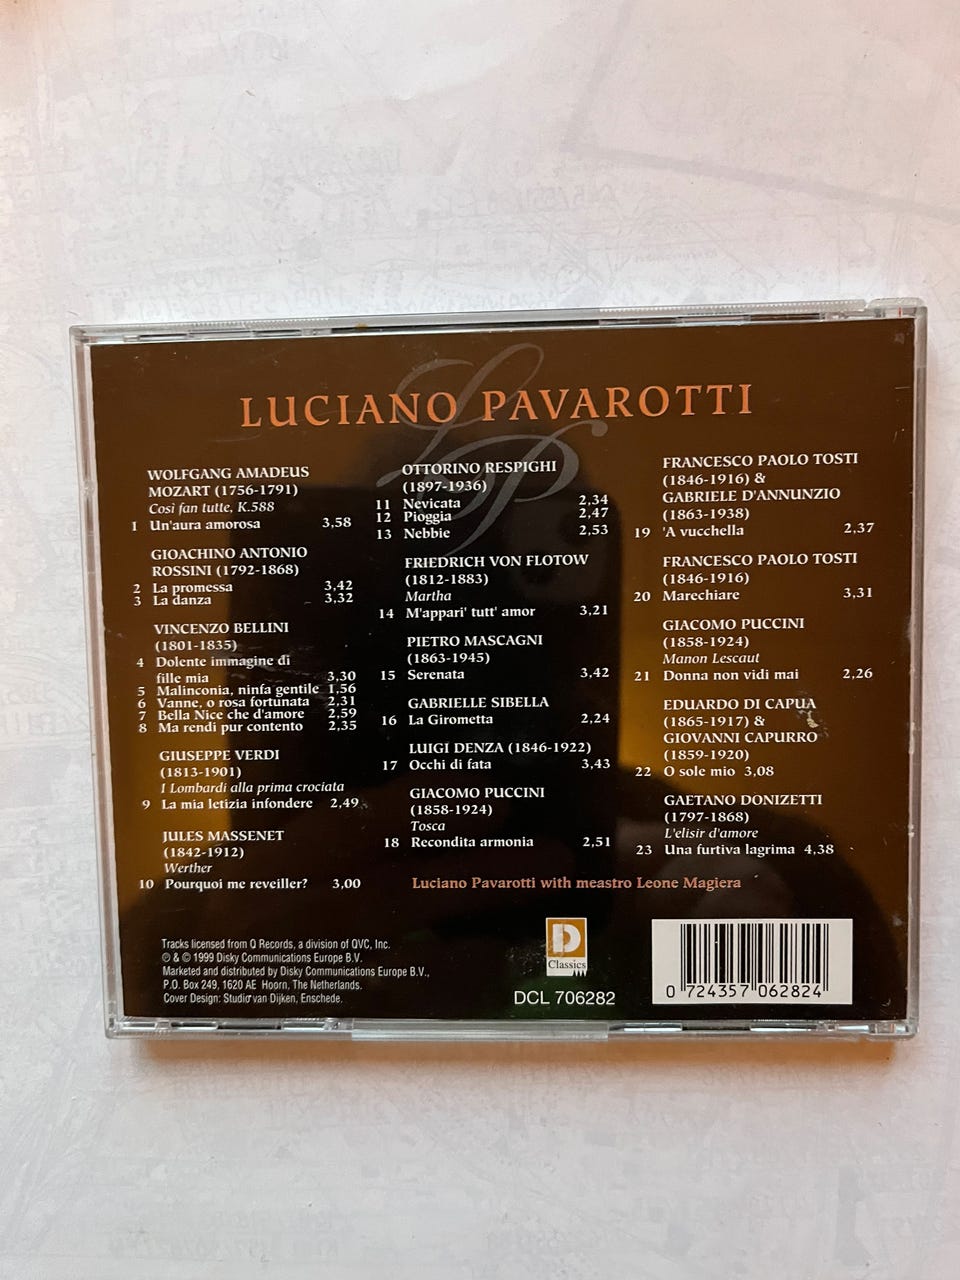 LUCIANO PAVAROTTI
WOLFGANG AMADEUS
MOZART (1756-1791)
Cosi fan tutte, K.588
1 Un'aura amorosa 3,58
GIOACHINO ANTONIO
ROSSINI (1792-1868)
2 La promessa 3,42
3 La danza 3,32
VINCENZO BELLINI
(1801-1835)
4 Dolente immagine di
fille mia 3,30
5 Malinconia, ninfa gentile 1,56
6 Vanne, o rosa fortunata 2,31
7 Bella Nice che d'amore 2,59
8 Ma rendi pur contento 2,35
GIUSEPPE VERDI
(1813-1901)
I Lombardi alla prima crociata
9 La mia letizia infondere 2,49
JULES MASSENET
(1842-1912)
Werther
10 Pourquoi me reveiller? 3,00
OTTORINO RESPIGHI
(1897-1936)
11 Nevicata 2,34
12 Pioggia 2,47
13 Nebbie 2,53
FRIEDRICH VON FLOTOW
(1812-1883)
Martha
14 M'appari' tutt' amor 3,21
PIETRO MASCAGNI
(1863-1945)
15 Serenata 3,42
GABRIELLE SIBELLA
16 La Girometta 2,24
LUIGI DENZA (1846-1922)
17 Occhi di fata 3,43
GIACOMO PUCCINI
(1858-1924)
Tosca
18 Recondita armonia 2,51
FRANCESCO PAOLO TOSTI
(1846-1916) &
GABRIELE D'ANNUNZIO
(1863-1938)
19 'A vucchella 2,37
FRANCESCO PAOLO TOSTI
(1846-1916)
20 Marechiare 3,31
GIACOMO PUCCINI
(1858-1924)
Manon Lescaut
21 Donna non vidi mai 2,26
EDUARDO DI CAPUA
(1865-1917) &
GIOVANNI CAPURRO
(1859-1920)
22 O sole mio 3,08
GAETANO DONIZETTI
(1797-1868)
L'elisir d'amore
23 Una furtiva lagrima 4,38
Luciano Pavarotti with meastro Leone Magiera
Tracks licensed from Q Records, a division of QVC, Inc.
℗ & © 1999 Disky Communications Europe B.V.
Marketed and distributed by Disky Communications Europe B.V.,
P.O. Box 249, 1620 AE Hoorn, The Netherlands.
Cover Design: Studio van Dijken, Enschede.
D
Classics
DCL 706282
0 724357 062824